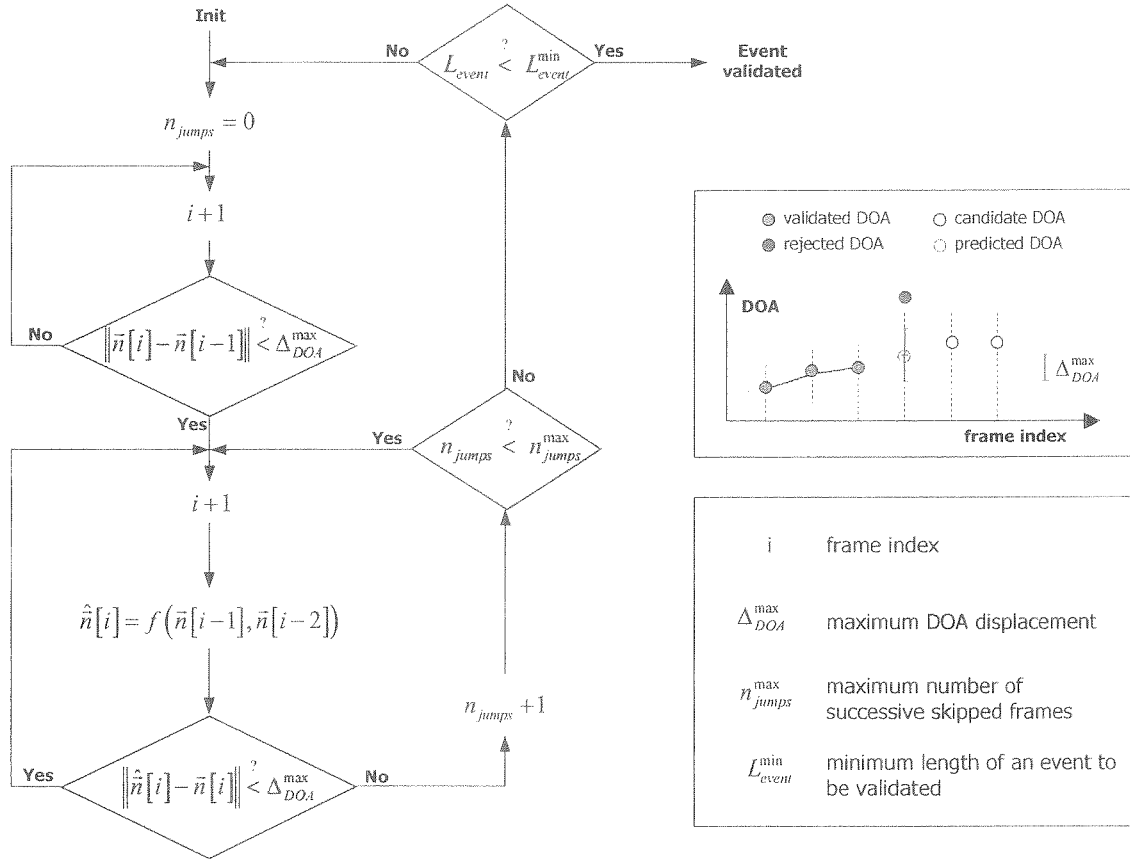 Init
No
L_event <? L_event^min
Yes
Event
validated
n_jumps = 0
i+1
No
‖n⃗[i] − n⃗[i−1]‖ <? Δ_DOA^max
Yes
Yes
n_jumps <? n_jumps^max
No
i+1
n̂⃗[i] = f(n⃗[i−1], n⃗[i−2])
n_jumps +1
Yes
‖n̂⃗[i] − n⃗[i]‖ <? Δ_DOA^max
No
validated DOA
candidate DOA
rejected DOA
predicted DOA
DOA
Δ_DOA^max
frame index
i frame index
Δ_DOA^max maximum DOA displacement
n_jumps^max maximum number of
successive skipped frames
L_event^min minimum length of an event to
be validated